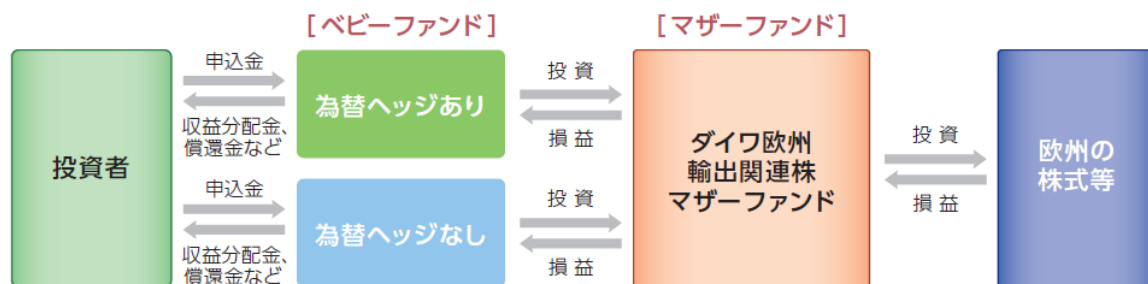 [ベビーファンド]
[マザーファンド]
投資者
申込金
収益分配金、
償還金など
為替ヘッジあり
投 資
損 益
申込金
収益分配金、
償還金など
為替ヘッジなし
投 資
損 益
ダイワ欧州
輸出関連株
マザーファンド
投 資
損 益
欧州の
株式等